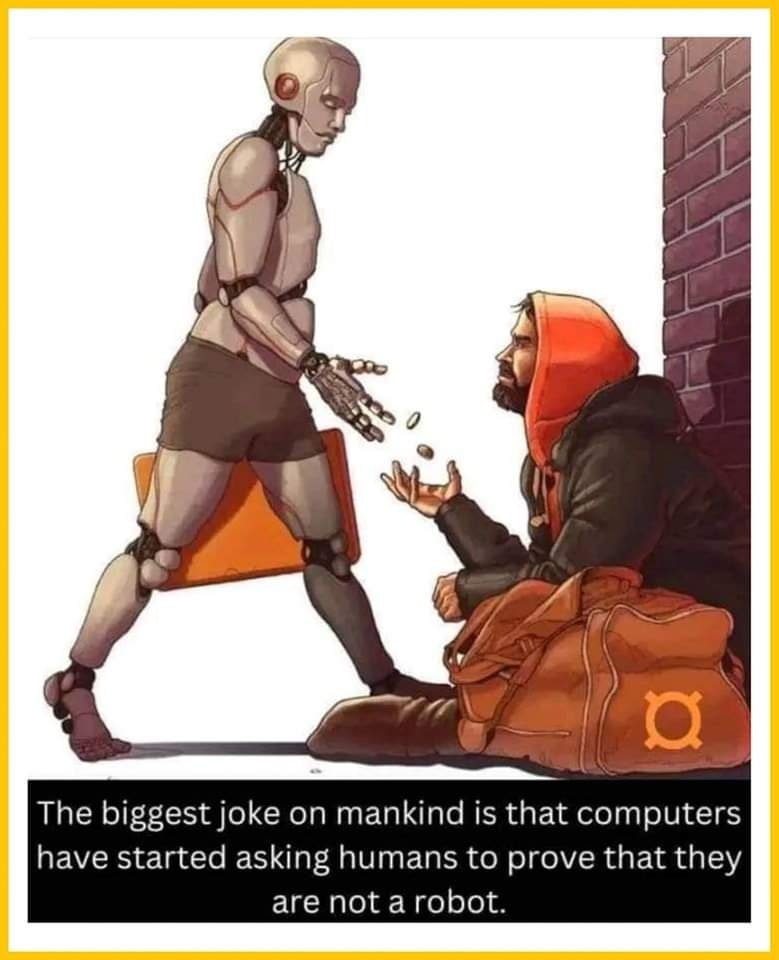 ¤
The biggest joke on mankind is that computers
have started asking humans to prove that they
are not a robot.